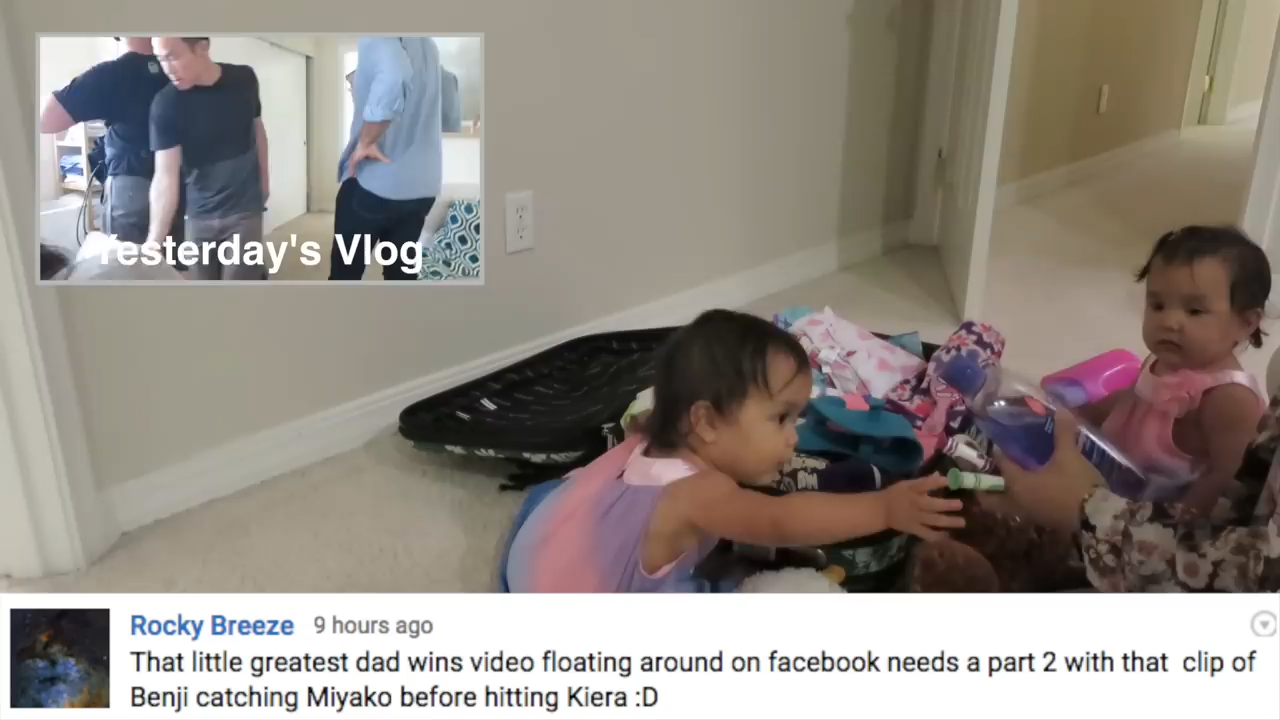 Yesterday's Vlog
Rocky Breeze 9 hours ago
That little greatest dad wins video floating around on facebook needs a part 2 with that clip of
Benji catching Miyako before hitting Kiera :D